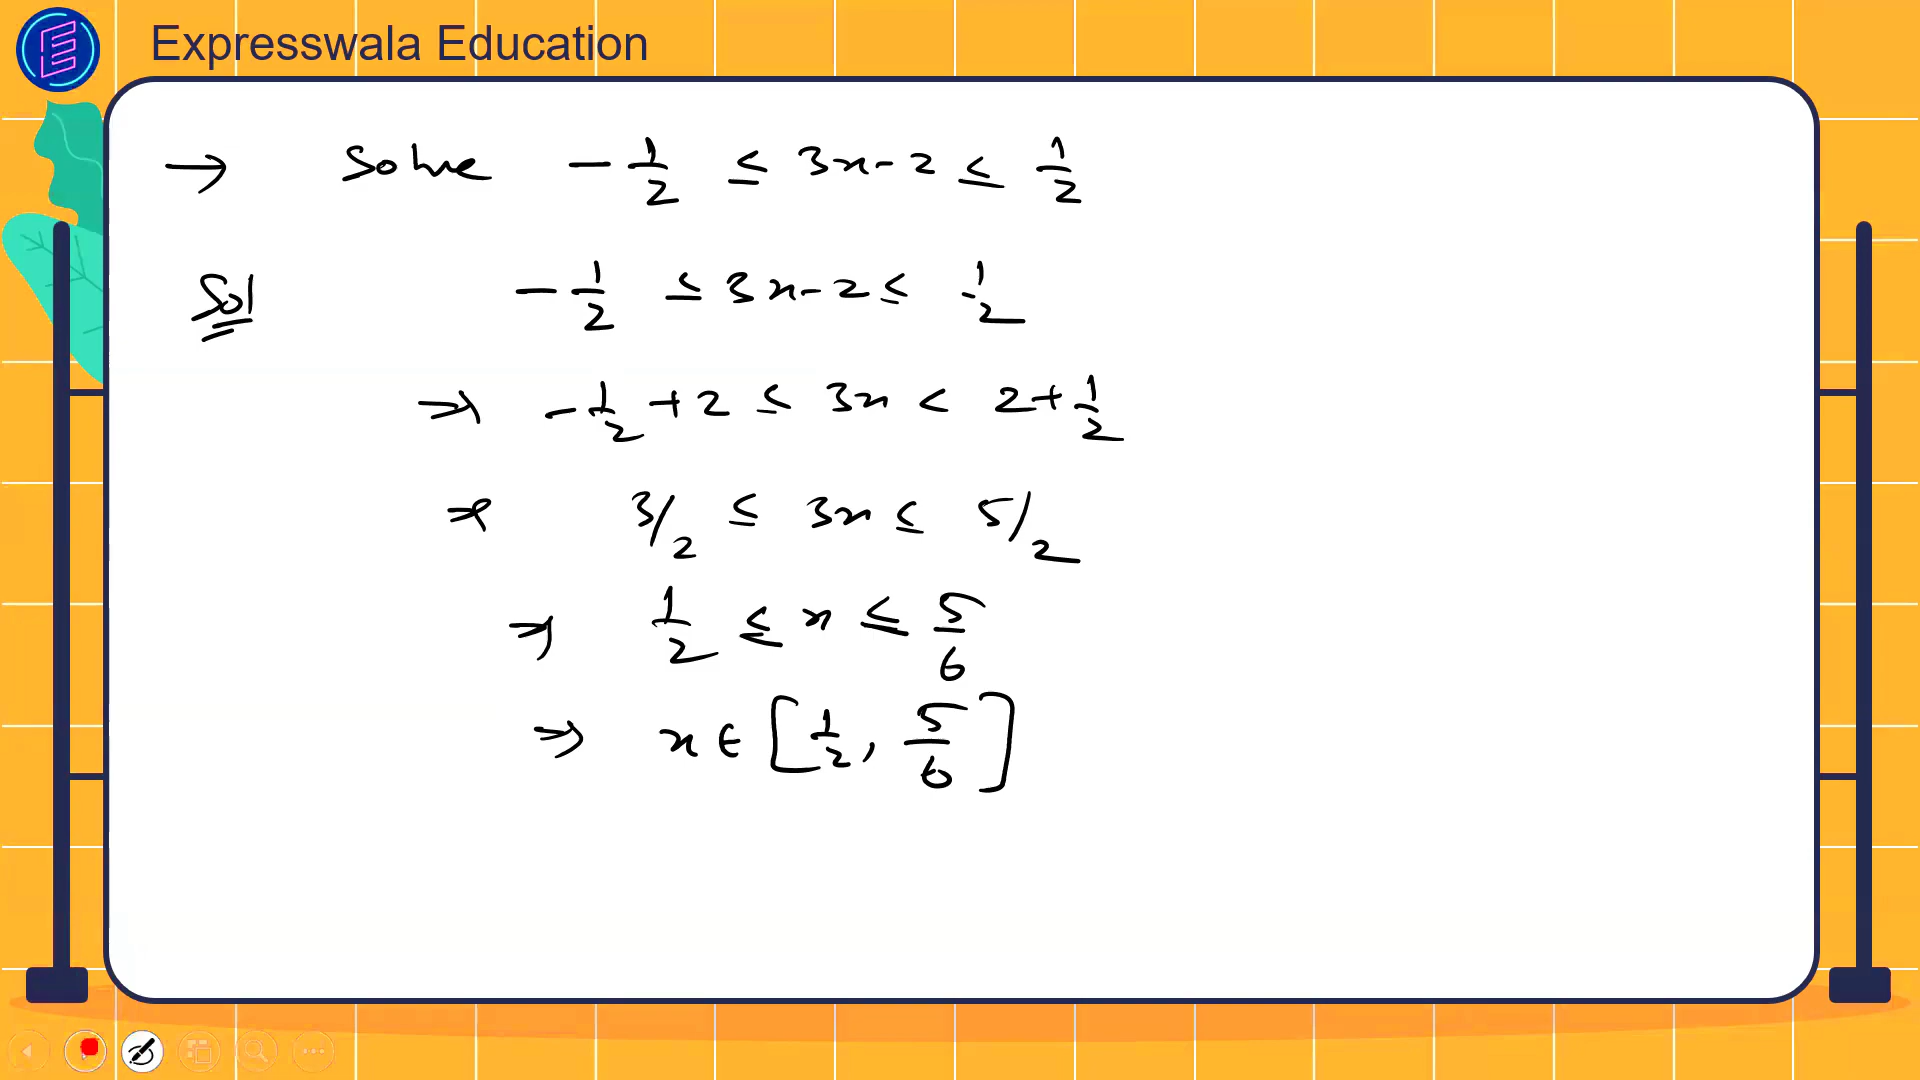 Expresswala Education
→ Solve -1/2 ≤ 3x-2 ≤ 1/2
Sol -1/2 ≤ 3x-2 ≤ 1/2
⇒ -1/2 +2 ≤ 3x < 2+1/2
⇒ 3/2 ≤ 3x ≤ 5/2
⇒ 1/2 ≤ x ≤ 5/6
⇒ x ∈ [1/2, 5/6]